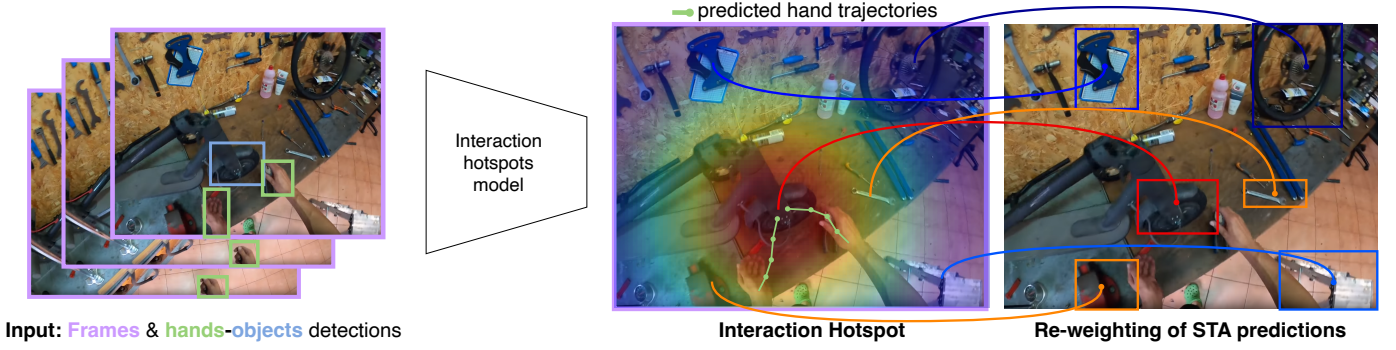 predicted hand trajectories
Interaction
hotspots
model
Input: Frames & hands-objects detections
Interaction Hotspot
Re-weighting of STA predictions